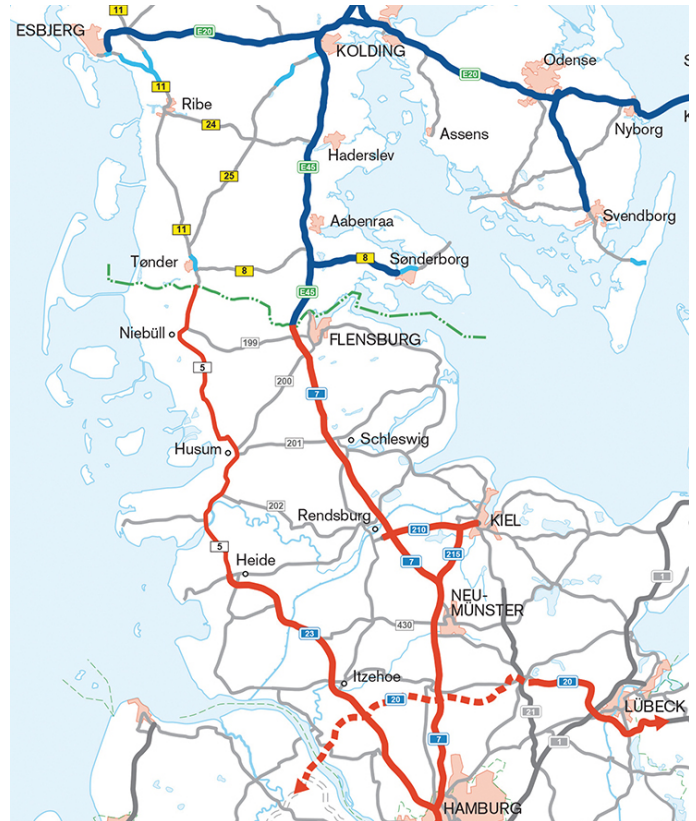 11
ESBJERG
E20
KOLDING
E20
Odense
S
11
Ribe
24
Assens
Nyborg
K
Haderslev
E45
25
Aabenraa
Svendborg
11
Tønder
8
8
Sønderborg
E45
Niebüll
199
FLENSBURG
5
200
7
Husum
201
Schleswig
202
Rendsburg
210
KIEL
5
7
215
Heide
1
NEU-
MÜNSTER
23
430
Itzehoe
20
20
LÜBECK
21
7
1
HAMBURG